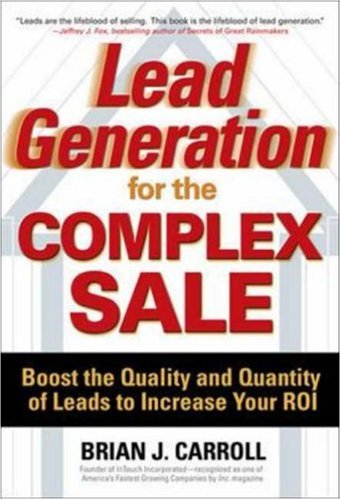 "Leads are the lifeblood of selling. This book is the lifeblood of lead generation."
—Jeffrey J. Fox, bestselling author of Secrets of Great Rainmakers
Lead
Generation
for the
COMPLEX
SALE
Boost the Quality and Quantity
of Leads to Increase Your ROI
BRIAN J. CARROLL
Founder of InTouch Incorporated—recognized as one of
America's Fastest Growing Companies by Inc. magazine